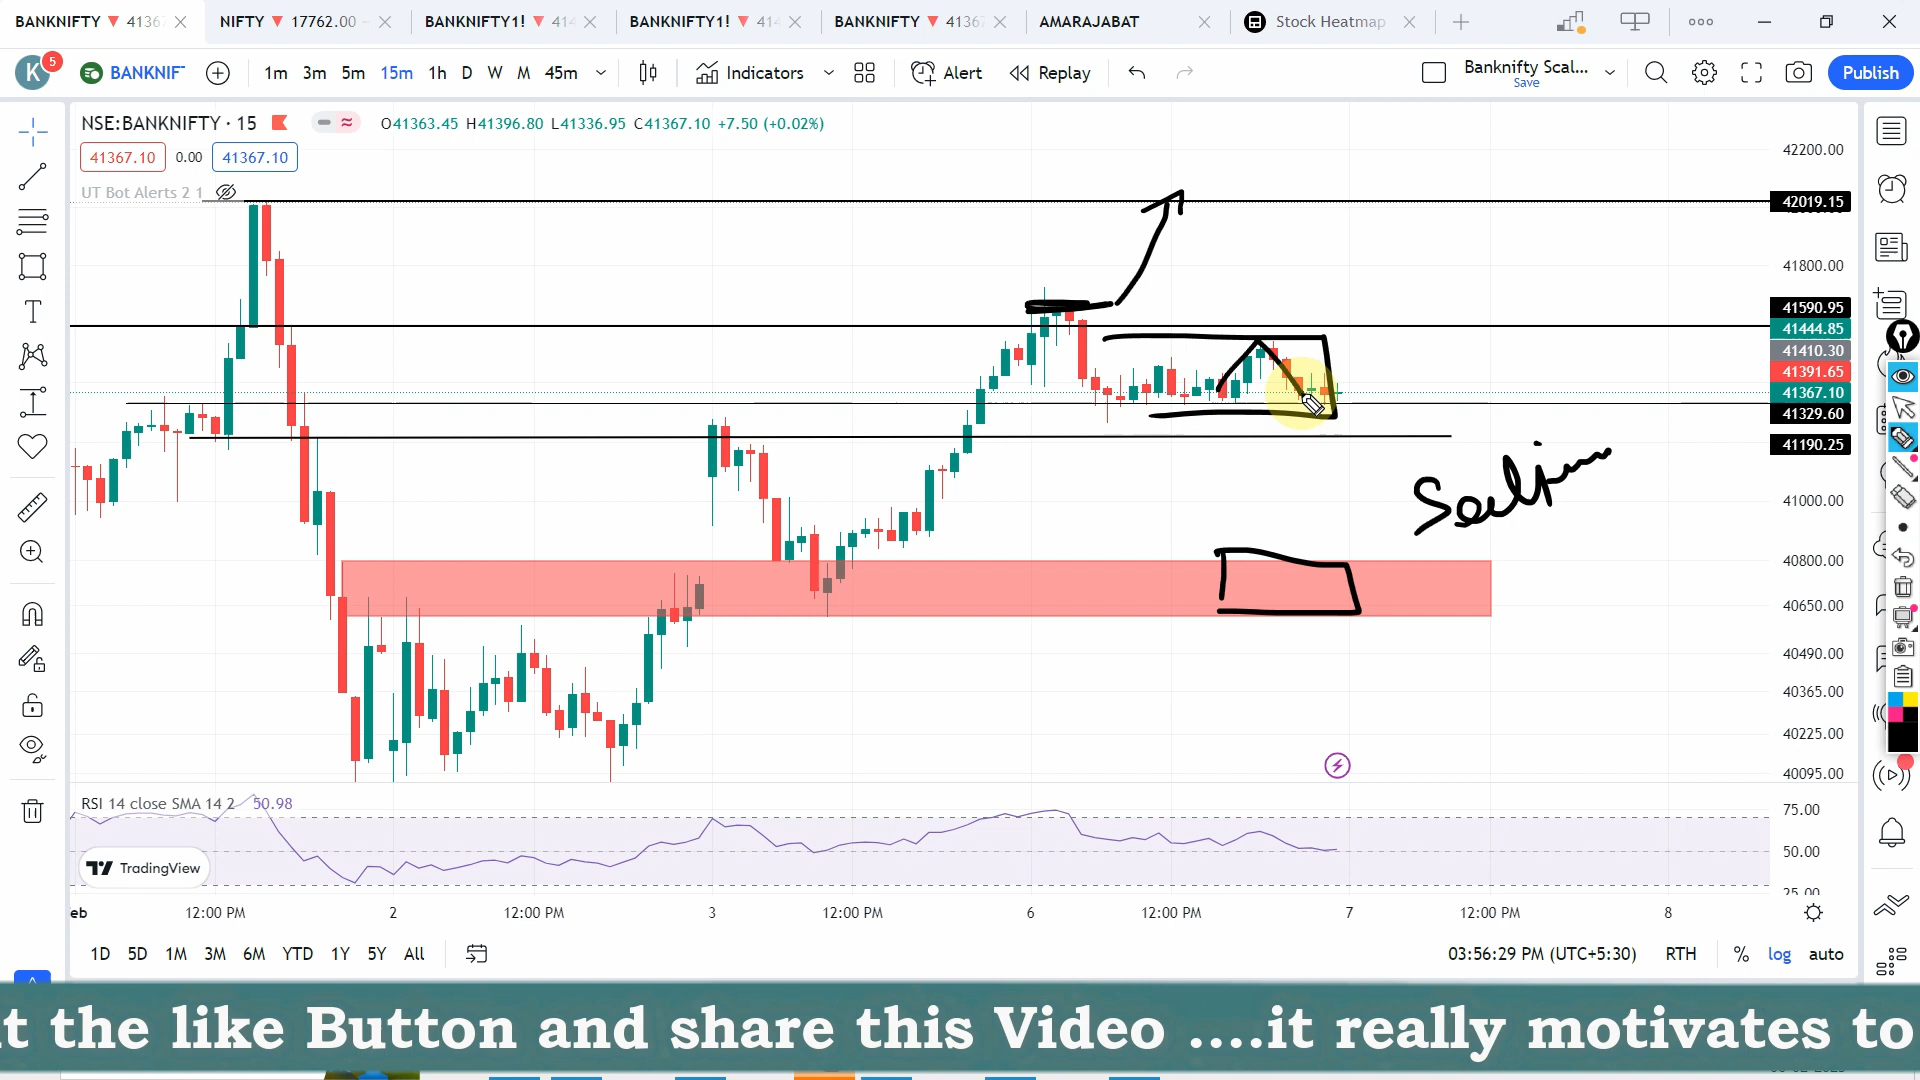 BANKNIFTY ▼ 4136 NIFTY ▼ 17762.00 BANKNIFTY1! ▼ 41 BANKNIFTY1! ▼ 41 BANKNIFTY ▼ 4136 AMARAJABAT Stock Heatmap
K 5 BANKNIF 1m 3m 5m 15m 1h D W M 45m Indicators Alert Replay Banknifty Scal... Save Publish
NSE:BANKNIFTY · 15 O41363.45 H41396.80 L41336.95 C41367.10 +7.50 (+0.02%)
41367.10 0.00 41367.10
UT Bot Alerts 2 1
42200.00
42019.15
41800.00
41590.95
41444.85
41410.30
41391.65
41367.10
41329.60
41190.25
41000.00
40800.00
40650.00
40490.00
40365.00
40225.00
40095.00
RSI 14 close SMA 14 2 50.98
75.00
50.00
25.00
TradingView
eb 12:00 PM 2 12:00 PM 3 12:00 PM 6 12:00 PM 7 12:00 PM 8
1D 5D 1M 3M 6M YTD 1Y 5Y All 03:56:29 PM (UTC+5:30) RTH % log auto
t the like Button and share this Video ....it really motivates to